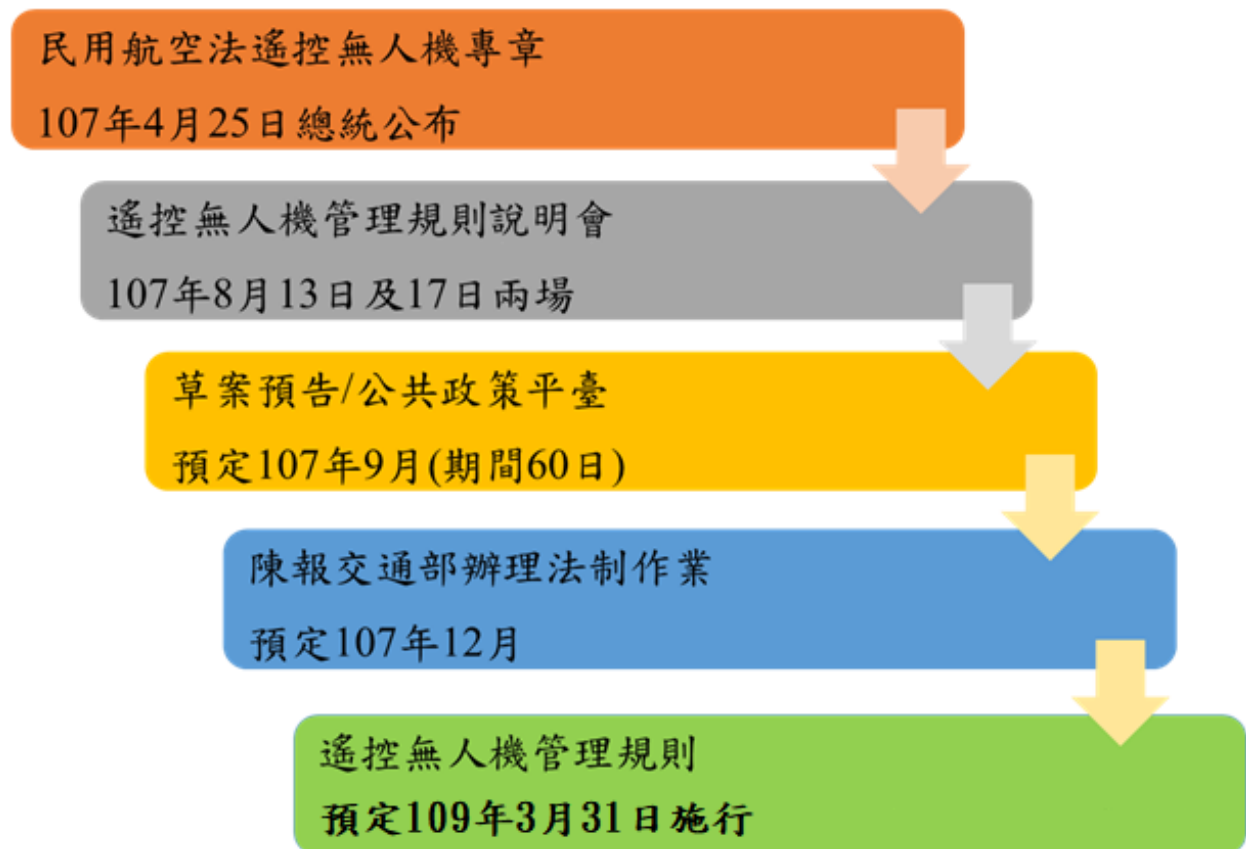 民用航空法遙控無人機專章
107年4月25日總統公布
遙控無人機管理規則說明會
107年8月13日及17日兩場
草案預告/公共政策平臺
預定107年9月(期間60日)
陳報交通部辦理法制作業
預定107年12月
遙控無人機管理規則
預定109年3月31日施行